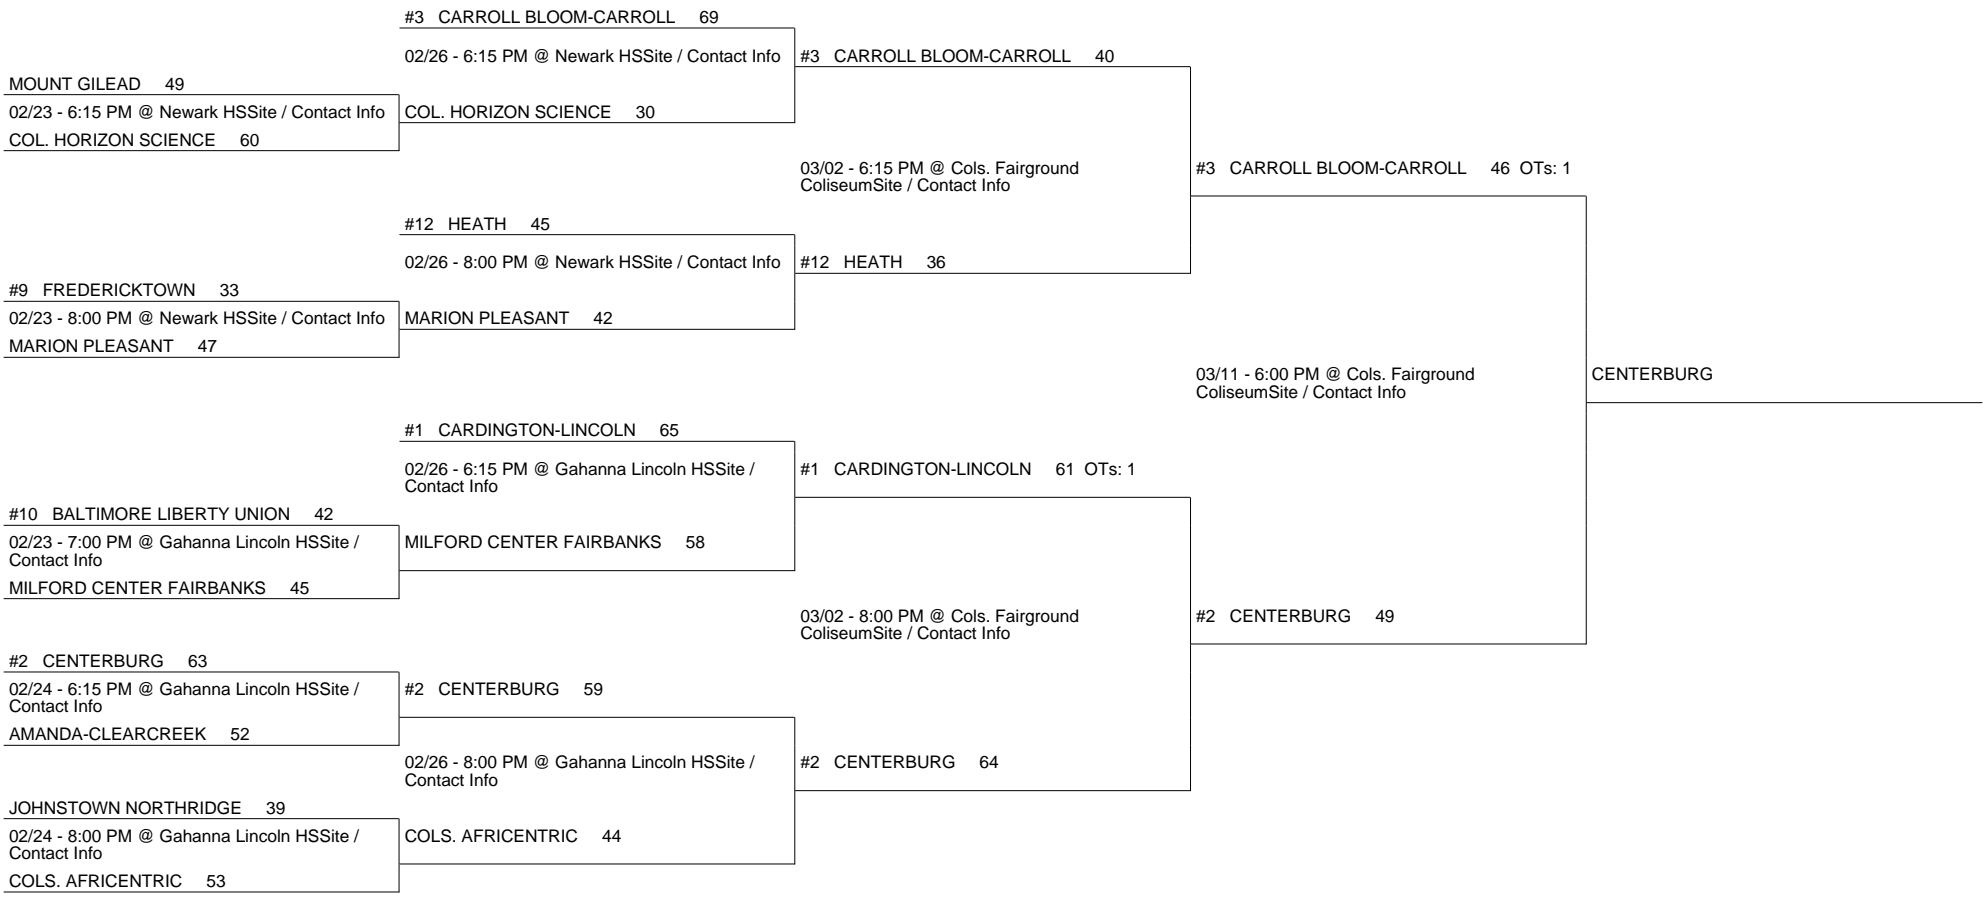 #3 CARROLL BLOOM-CARROLL 69
02/26 - 6:15 PM @ Newark HSSite / Contact Info
#3 CARROLL BLOOM-CARROLL 40
MOUNT GILEAD 49
02/23 - 6:15 PM @ Newark HSSite / Contact Info
COL. HORIZON SCIENCE 30
COL. HORIZON SCIENCE 60
03/02 - 6:15 PM @ Cols. Fairground
ColiseumSite / Contact Info
#3 CARROLL BLOOM-CARROLL 46 OTs: 1
#12 HEATH 45
02/26 - 8:00 PM @ Newark HSSite / Contact Info
#12 HEATH 36
#9 FREDERICKTOWN 33
02/23 - 8:00 PM @ Newark HSSite / Contact Info
MARION PLEASANT 42
MARION PLEASANT 47
03/11 - 6:00 PM @ Cols. Fairground
ColiseumSite / Contact Info
CENTERBURG
#1 CARDINGTON-LINCOLN 65
02/26 - 6:15 PM @ Gahanna Lincoln HSSite /
Contact Info
#1 CARDINGTON-LINCOLN 61 OTs: 1
#10 BALTIMORE LIBERTY UNION 42
02/23 - 7:00 PM @ Gahanna Lincoln HSSite /
Contact Info
MILFORD CENTER FAIRBANKS 58
MILFORD CENTER FAIRBANKS 45
03/02 - 8:00 PM @ Cols. Fairground
ColiseumSite / Contact Info
#2 CENTERBURG 49
#2 CENTERBURG 63
02/24 - 6:15 PM @ Gahanna Lincoln HSSite /
Contact Info
#2 CENTERBURG 59
AMANDA-CLEARCREEK 52
02/26 - 8:00 PM @ Gahanna Lincoln HSSite /
Contact Info
#2 CENTERBURG 64
JOHNSTOWN NORTHRIDGE 39
02/24 - 8:00 PM @ Gahanna Lincoln HSSite /
Contact Info
COLS. AFRICENTRIC 44
COLS. AFRICENTRIC 53